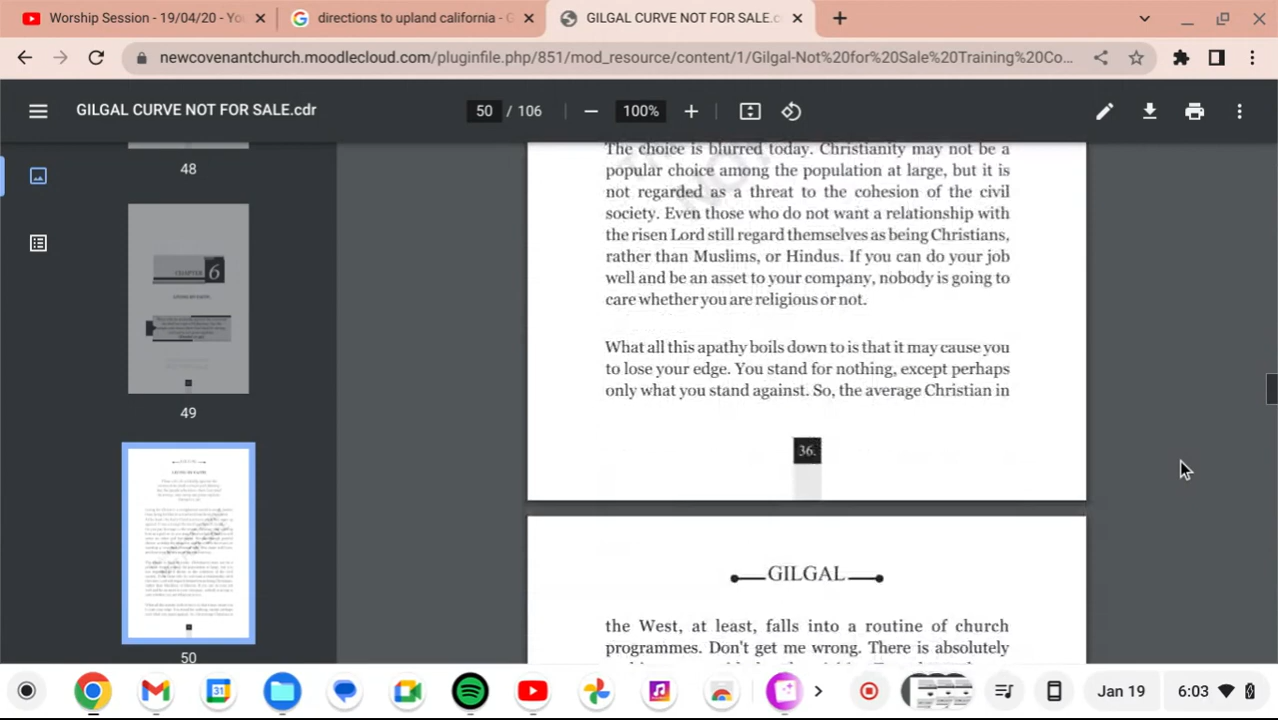 Worship Session - 19/04/20 - Yo
directions to upland california - G
GILGAL CURVE NOT FOR SALE.c
newcovenantchurch.moodlecloud.com/pluginfile.php/851/mod_resource/content/1/Gilgal-Not%20for%20Sale%20Training%20Co...
GILGAL CURVE NOT FOR SALE.cdr
50 / 106
100%
48
CHAPTER 6
49
50
The choice is blurred today. Christianity may not be a
popular choice among the population at large, but it is
not regarded as a threat to the cohesion of the civil
society. Even those who do not want a relationship with
the risen Lord still regard themselves as being Christians,
rather than Muslims, or Hindus. If you can do your job
well and be an asset to your company, nobody is going to
care whether you are religious or not.
What all this apathy boils down to is that it may cause you
to lose your edge. You stand for nothing, except perhaps
only what you stand against. So, the average Christian in
36.
GILGAL
the West, at least, falls into a routine of church
programmes. Don't get me wrong. There is absolutely
31
Jan 19
6:03